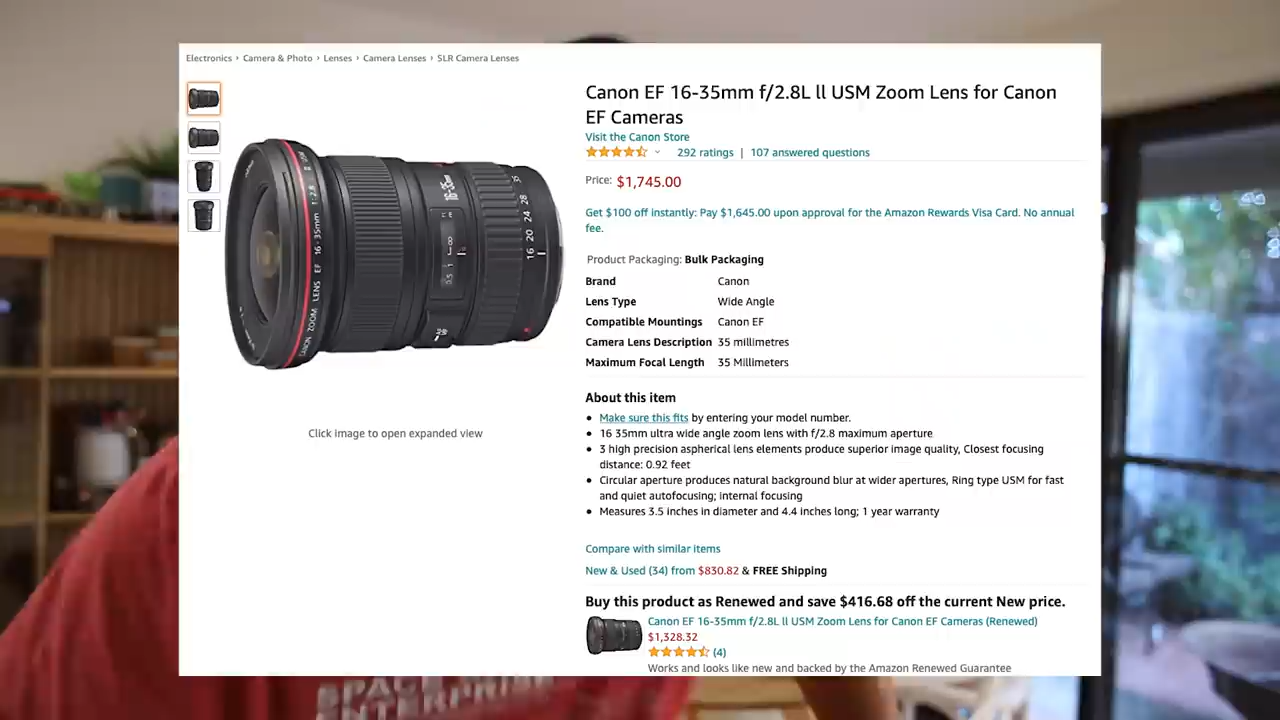 Electronics › Camera & Photo › Lenses › Camera Lenses › SLR Camera Lenses
Canon EF 16-35mm f/2.8L ll USM Zoom Lens for Canon
EF Cameras
Visit the Canon Store
292 ratings | 107 answered questions
Price: $1,745.00
Get $100 off instantly: Pay $1,645.00 upon approval for the Amazon Rewards Visa Card. No annual
fee.
Product Packaging: Bulk Packaging
Brand Canon
Lens Type Wide Angle
Compatible Mountings Canon EF
Camera Lens Description 35 millimetres
Maximum Focal Length 35 Millimeters
About this item
• Make sure this fits by entering your model number.
• 16 35mm ultra wide angle zoom lens with f/2.8 maximum aperture
• 3 high precision aspherical lens elements produce superior image quality, Closest focusing
distance: 0.92 feet
• Circular aperture produces natural background blur at wider apertures, Ring type USM for fast
and quiet autofocusing; internal focusing
• Measures 3.5 inches in diameter and 4.4 inches long; 1 year warranty
Compare with similar items
New & Used (34) from $830.82 & FREE Shipping
Buy this product as Renewed and save $416.68 off the current New price.
Canon EF 16-35mm f/2.8L ll USM Zoom Lens for Canon EF Cameras (Renewed)
$1,328.32
(4)
Works and looks like new and backed by the Amazon Renewed Guarantee
CANON ZOOM LENS EF 16-35mm 1:2.8
16-35
35 28 24 20 16
Click image to open expanded view
ENTERPRISE